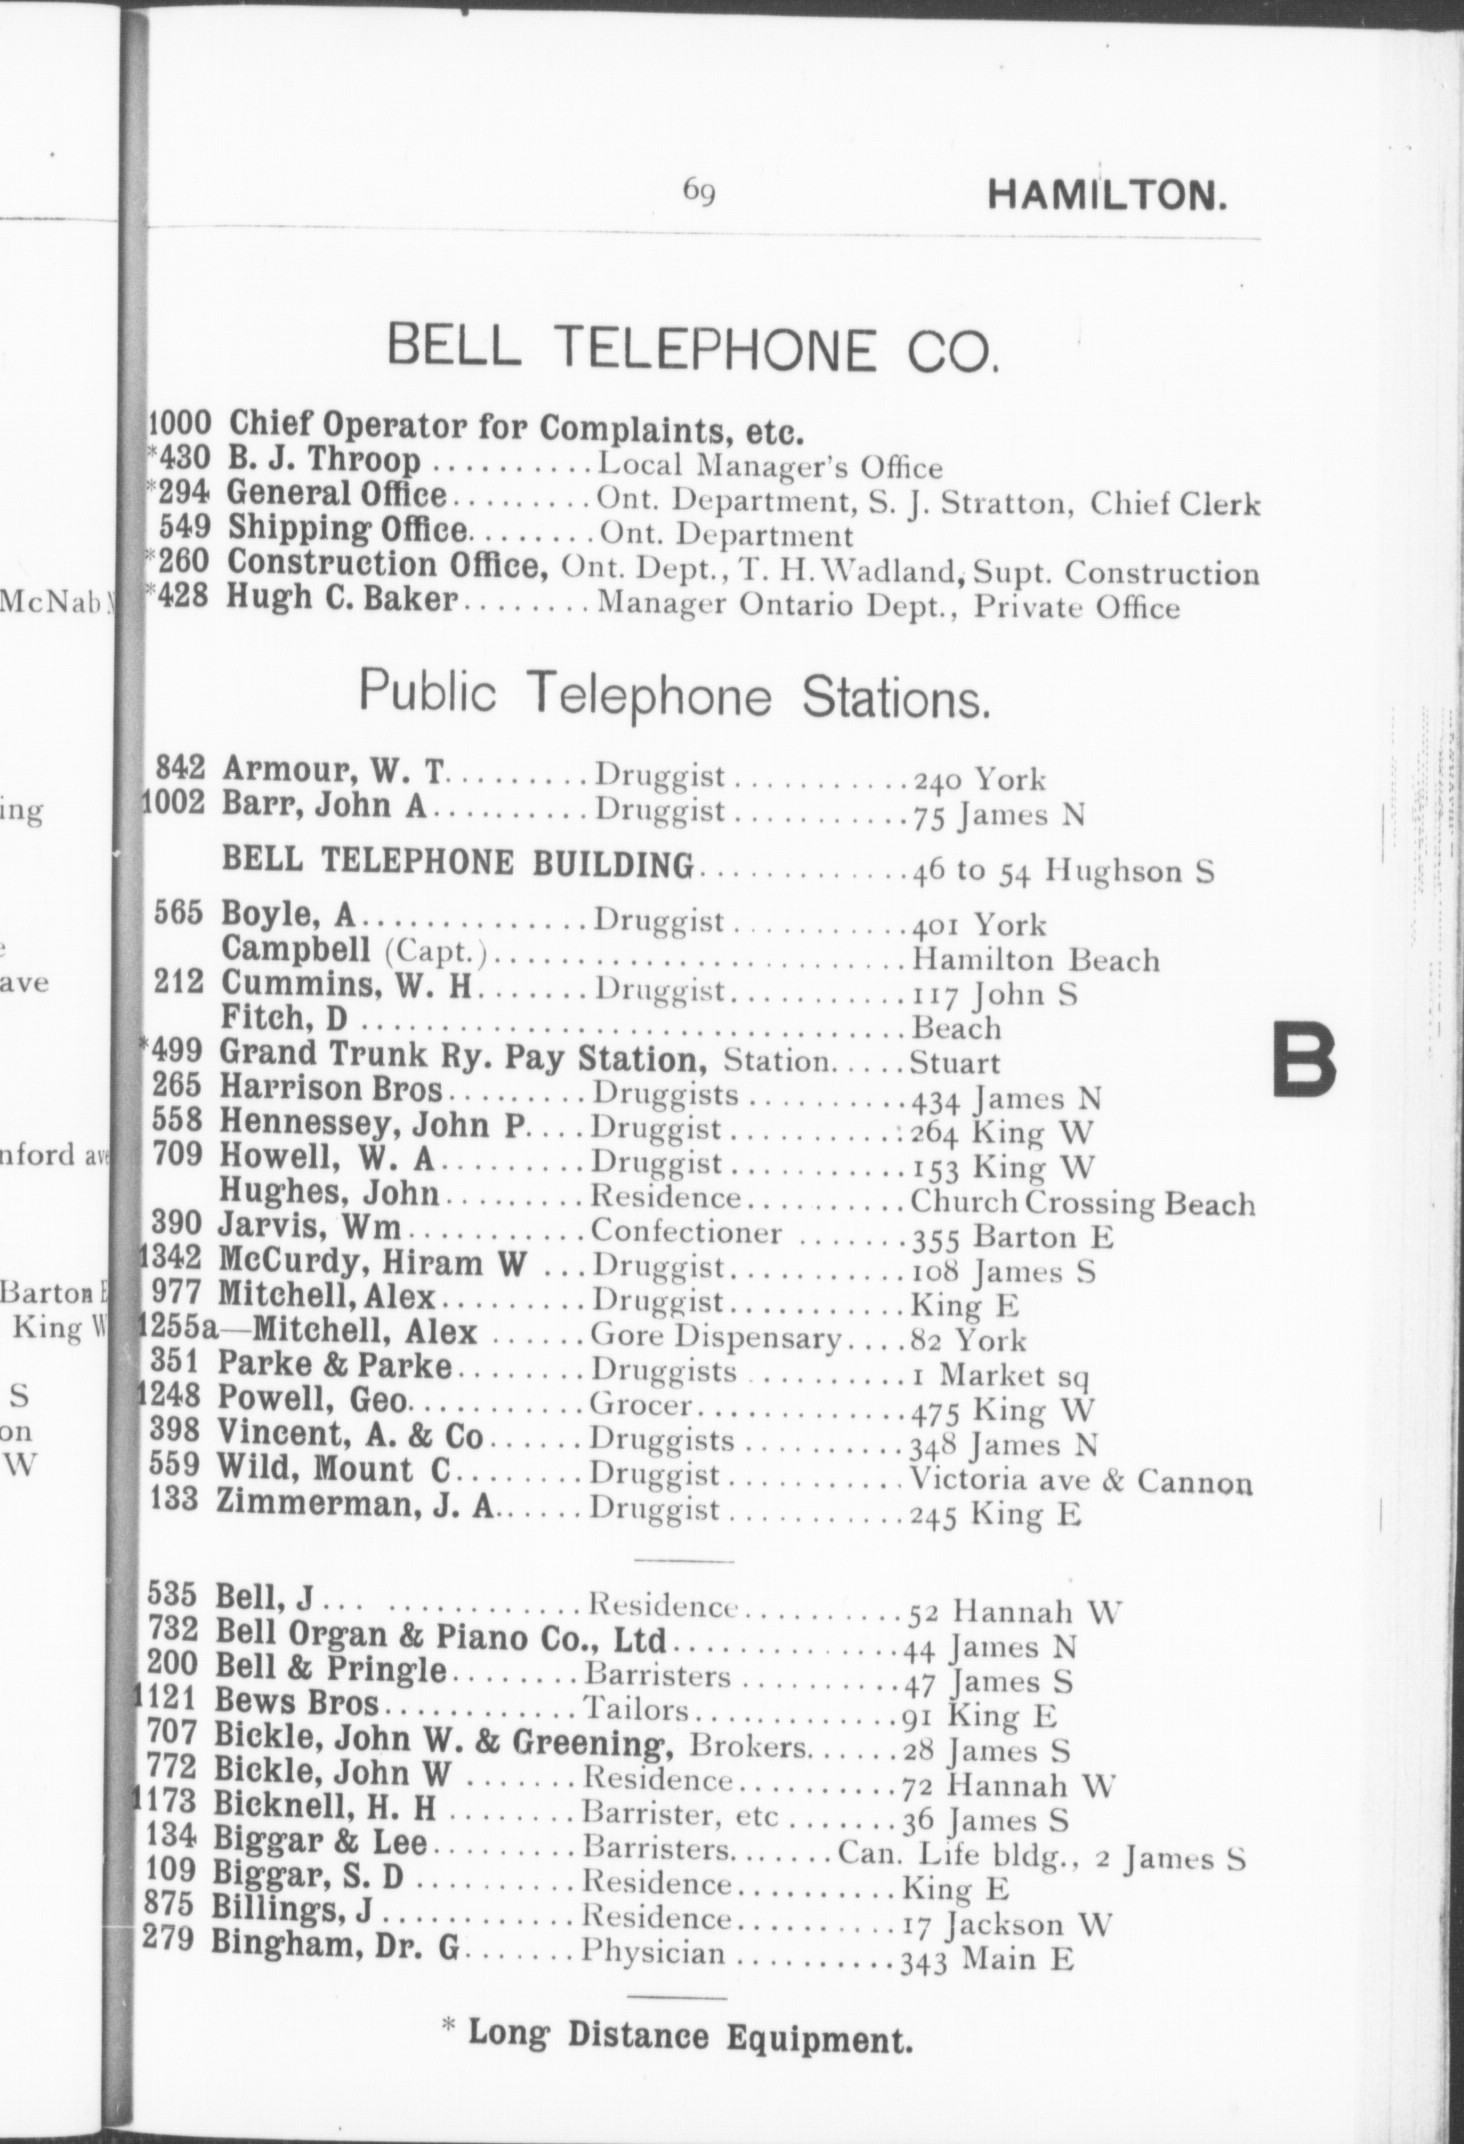 69 HAMILTON.
BELL TELEPHONE CO.
1000 Chief Operator for Complaints, etc.
*430 B. J. Throop . . . . . . . . . . Local Manager's Office
*294 General Office . . . . . . . . . Ont. Department, S. J. Stratton, Chief Clerk
549 Shipping Office . . . . . . . . Ont. Department
*260 Construction Office, Ont. Dept., T. H. Wadland, Supt. Construction
*428 Hugh C. Baker . . . . . . . . Manager Ontario Dept., Private Office
Public Telephone Stations.
842 Armour, W. T. . . . . . . . . Druggist . . . . . . . . . . . 240 York
1002 Barr, John A . . . . . . . . . . Druggist . . . . . . . . . . . 75 James N
BELL TELEPHONE BUILDING . . . . . . . . . . . . . 46 to 54 Hughson S
565 Boyle, A . . . . . . . . . . . . . . Druggist . . . . . . . . . . . 401 York
Campbell (Capt.) . . . . . . . . . . . . . . . . . . . . . . . . . . Hamilton Beach
212 Cummins, W. H . . . . . . . Druggist . . . . . . . . . . . 117 John S
Fitch, D . . . . . . . . . . . . . . . . . . . . . . . . . . . . . . . . . . Beach
*499 Grand Trunk Ry. Pay Station, Station . . . . . Stuart
265 Harrison Bros . . . . . . . . . Druggists . . . . . . . . . . 434 James N
558 Hennessey, John P. . . . Druggist . . . . . . . . . . : 264 King W
709 Howell, W. A . . . . . . . . . Druggist . . . . . . . . . . . 153 King W
Hughes, John . . . . . . . . . Residence . . . . . . . . . . Church Crossing Beach
390 Jarvis, Wm . . . . . . . . . . . Confectioner . . . . . . . 355 Barton E
1342 McCurdy, Hiram W . . . Druggist . . . . . . . . . . . 108 James S
977 Mitchell, Alex . . . . . . . . . Druggist . . . . . . . . . . . King E
1255a—Mitchell, Alex . . . . . . Gore Dispensary . . . . 82 York
351 Parke & Parke . . . . . . . . Druggists . . . . . . . . . . 1 Market sq
1248 Powell, Geo. . . . . . . . . . . Grocer . . . . . . . . . . . . . 475 King W
398 Vincent, A. & Co . . . . . . Druggists . . . . . . . . . . 348 James N
559 Wild, Mount C . . . . . . . . Druggist . . . . . . . . . . . Victoria ave & Cannon
133 Zimmerman, J. A. . . . . . Druggist . . . . . . . . . . . 245 King E
535 Bell, J . . . . . . . . . . . . . . . Residence . . . . . . . . . . 52 Hannah W
732 Bell Organ & Piano Co., Ltd . . . . . . . . . . . . . . 44 James N
200 Bell & Pringle . . . . . . . . Barristers . . . . . . . . . . 47 James S
1121 Bews Bros . . . . . . . . . . . . Tailors . . . . . . . . . . . . . 91 King E
707 Bickle, John W. & Greening, Brokers . . . . . . 28 James S
772 Bickle, John W . . . . . . . Residence . . . . . . . . . . 72 Hannah W
1173 Bicknell, H. H . . . . . . . . Barrister, etc . . . . . . . 36 James S
134 Biggar & Lee . . . . . . . . . Barristers . . . . . . . Can. Life bldg., 2 James S
109 Biggar, S. D . . . . . . . . . . Residence . . . . . . . . . . King E
875 Billings, J . . . . . . . . . . . . Residence . . . . . . . . . . 17 Jackson W
279 Bingham, Dr. G . . . . . . . Physician . . . . . . . . . . 343 Main E
* Long Distance Equipment.
B
McNab
ing
ave
nford ave
Barton E
King W
S
on
W